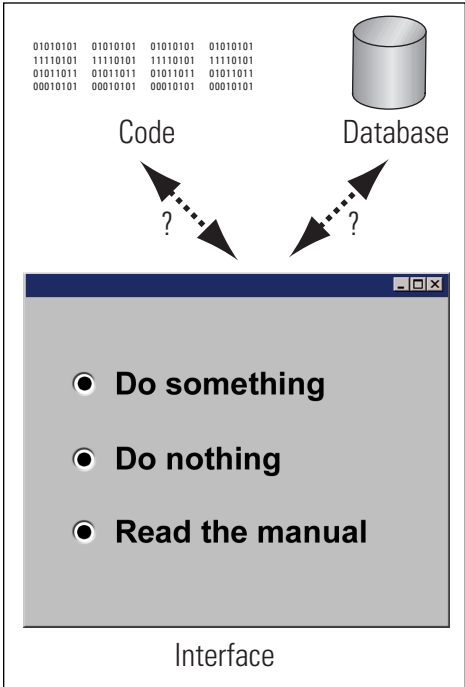 01010101 01010101 01010101 01010101
11110101 11110101 11110101 11110101
01011011 01011011 01011011 01011011
00010101 00010101 00010101 00010101
Code Database
? ?
Do something
Do nothing
Read the manual
Interface